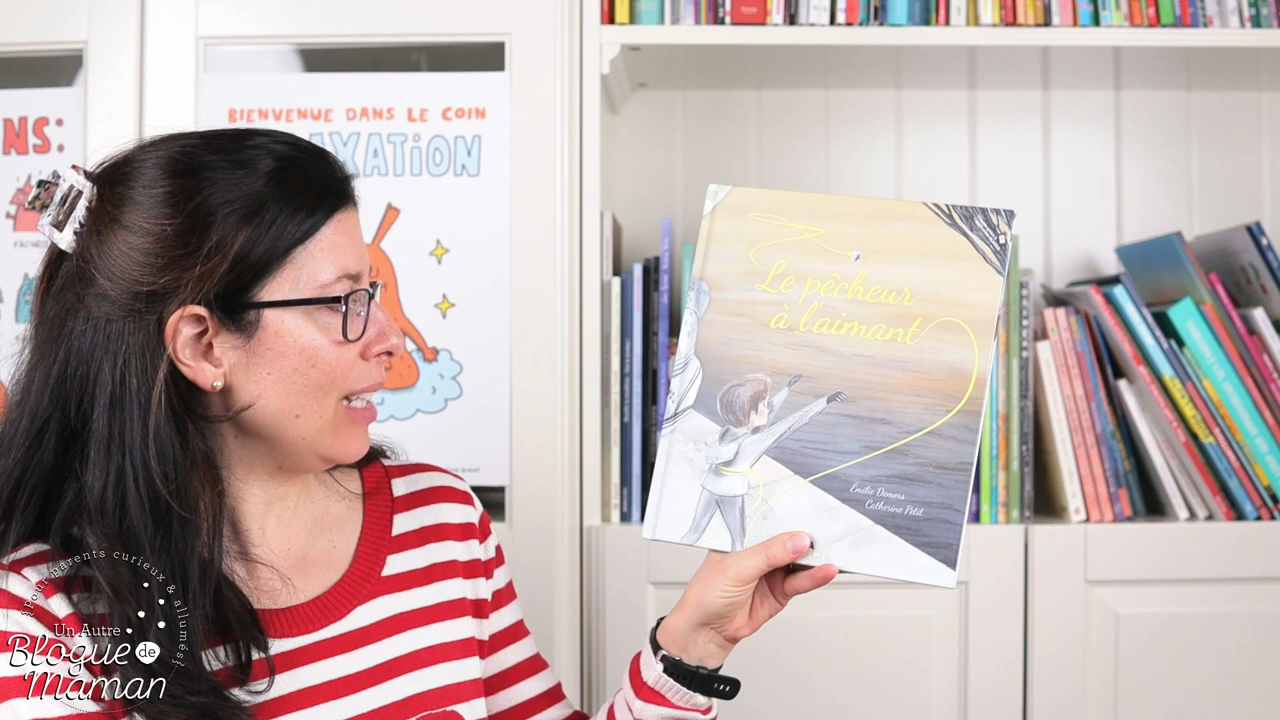 NS:
BIENVENUE DANS LE COIN
XATION
Le pêcheur
à l'aimant
Émilie Demers
Catherine Petit
{pour parents curieux & allumés}
Un Autre
Blogue de
Maman